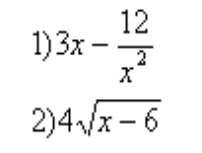 1) 3x − 12/x²
2) 4√(x − 6)